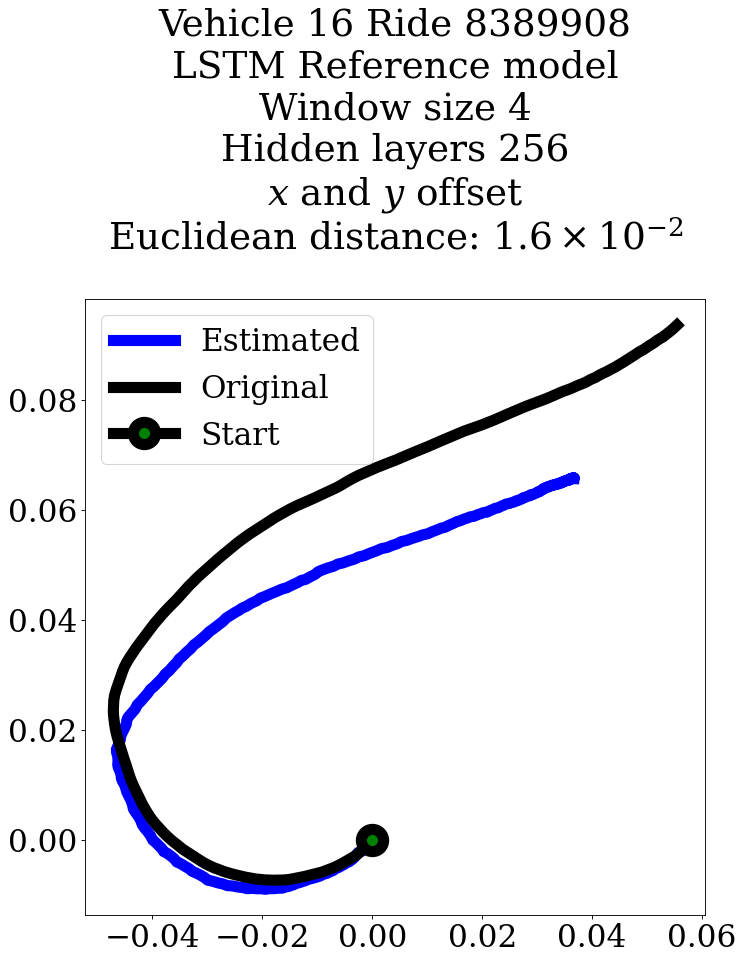 Vehicle 16 Ride 8389908
LSTM Reference model
Window size 4
Hidden layers 256
x and y offset
Euclidean distance: 1.6 × 10⁻²
Estimated
Original
Start
0.08
0.06
0.04
0.02
0.00
−0.04 −0.02 0.00 0.02 0.04 0.06